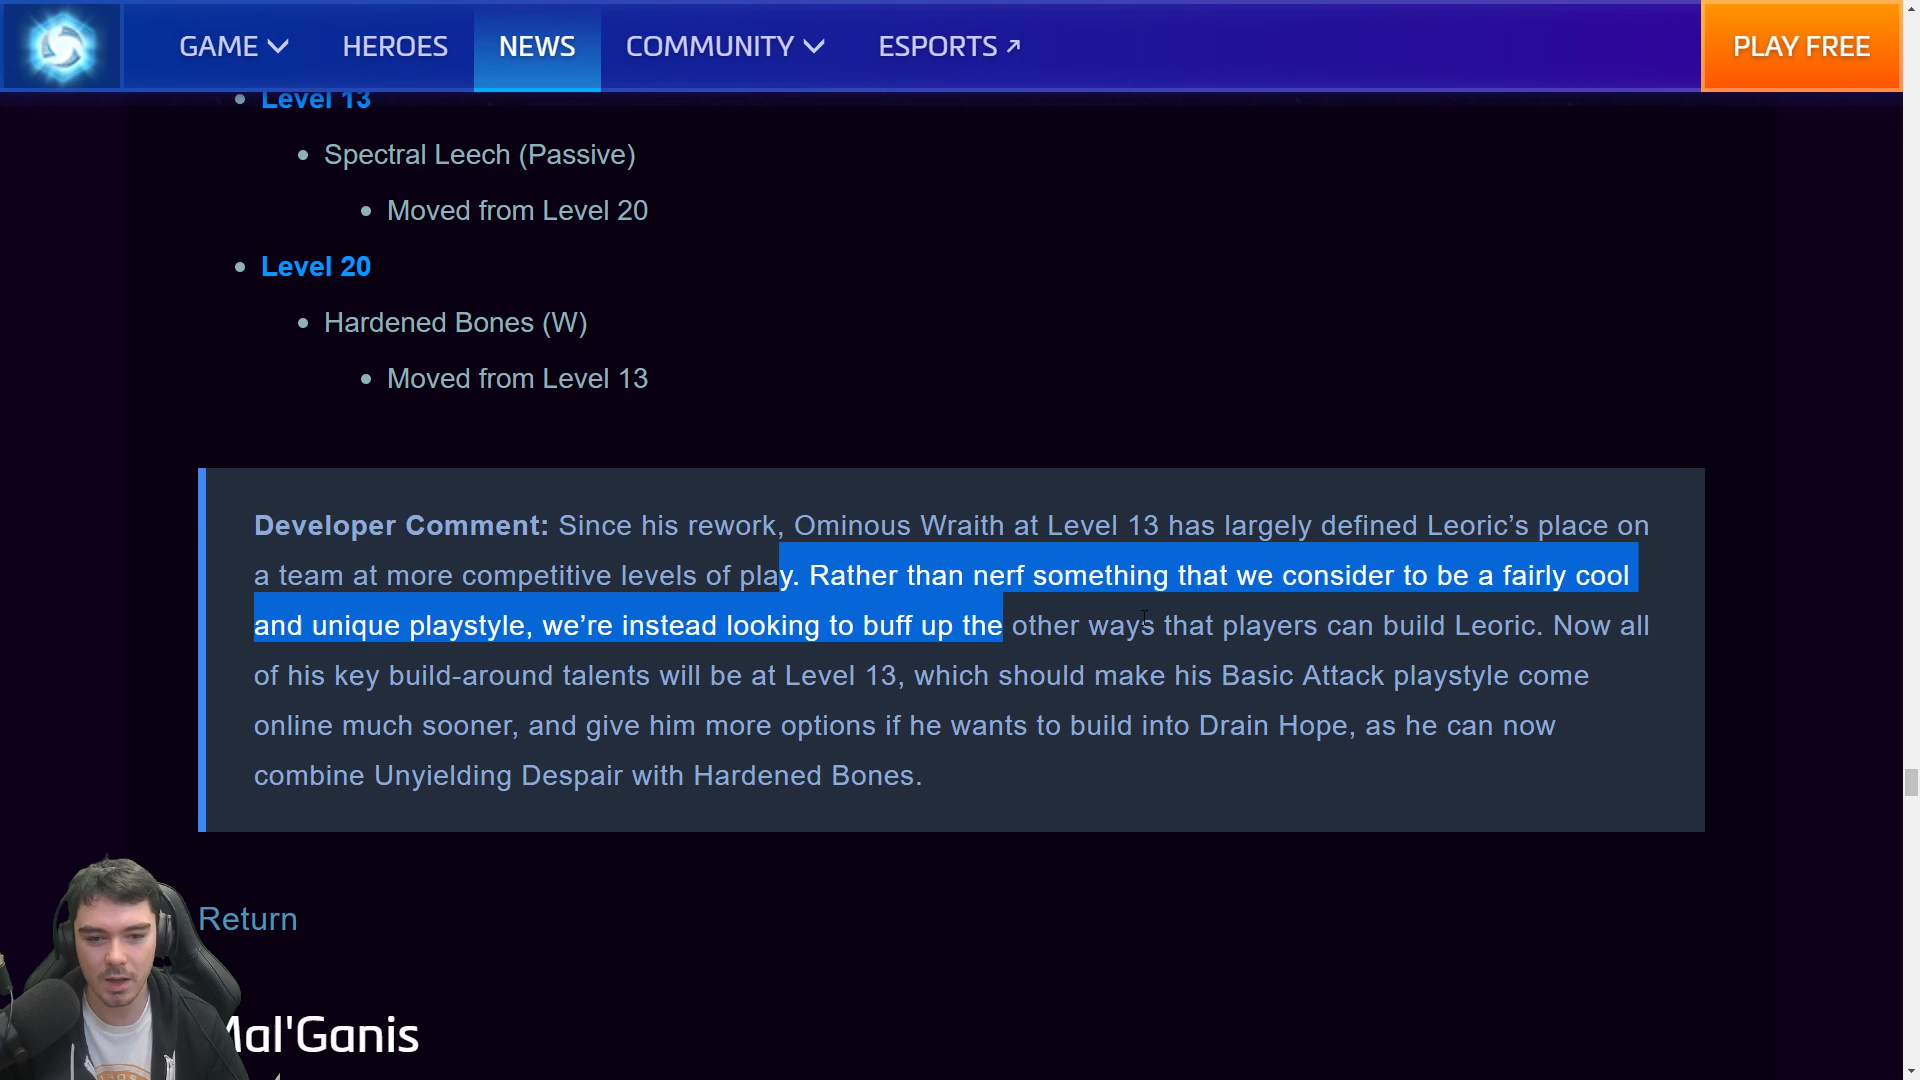 GAME HEROES NEWS COMMUNITY ESPORTS PLAY FREE
Level 13
Spectral Leech (Passive)
Moved from Level 20
Level 20
Hardened Bones (W)
Moved from Level 13
Developer Comment: Since his rework, Ominous Wraith at Level 13 has largely defined Leoric’s place on
a team at more competitive levels of play. Rather than nerf something that we consider to be a fairly cool
and unique playstyle, we’re instead looking to buff up the other ways that players can build Leoric. Now all
of his key build-around talents will be at Level 13, which should make his Basic Attack playstyle come
online much sooner, and give him more options if he wants to build into Drain Hope, as he can now
combine Unyielding Despair with Hardened Bones.
Return
Mal'Ganis